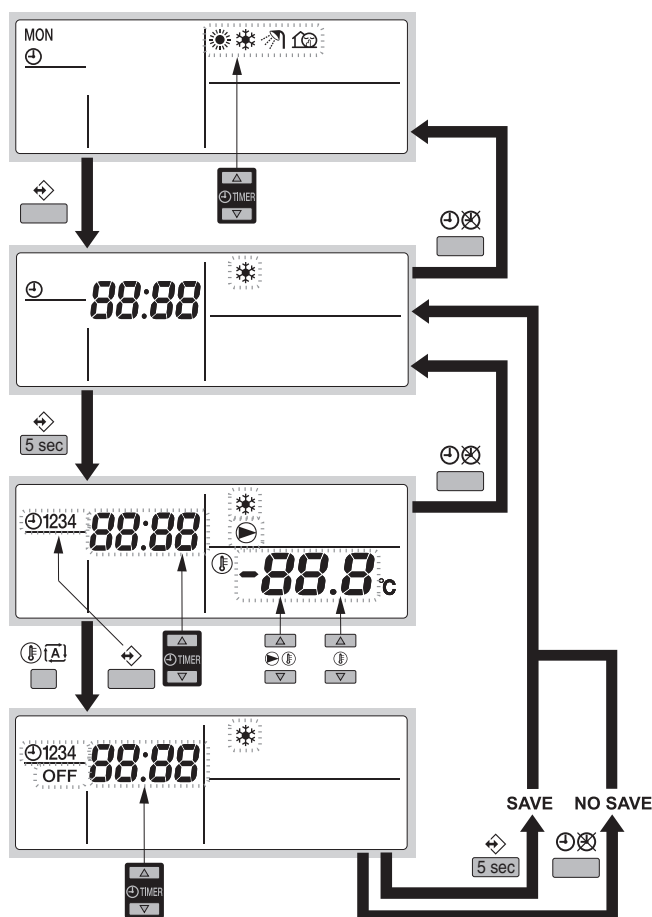 MON
TIMER
88:88
5 sec
1234 88:88
-88.8 °C
A
TIMER
1234 88:88
OFF
SAVE NO SAVE
5 sec
TIMER